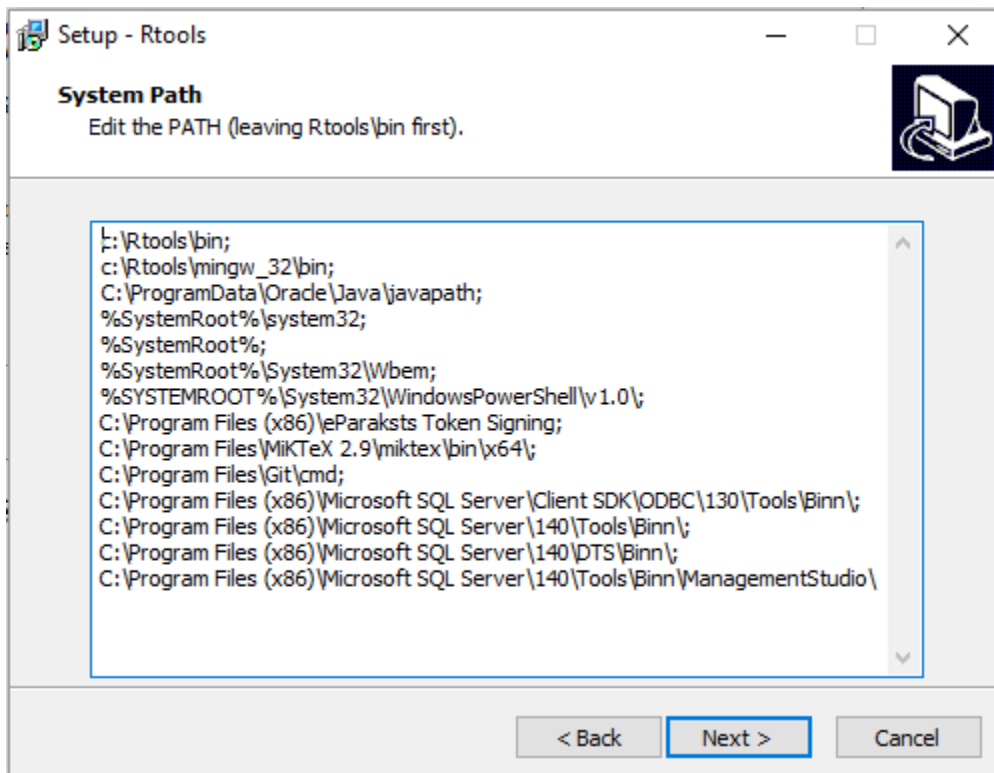 Setup - Rtools
System Path
Edit the PATH (leaving Rtools\bin first).
c:\Rtools\bin;
c:\Rtools\mingw_32\bin;
C:\ProgramData\Oracle\Java\javapath;
%SystemRoot%\system32;
%SystemRoot%;
%SystemRoot%\System32\Wbem;
%SYSTEMROOT%\System32\WindowsPowerShell\v1.0\;
C:\Program Files (x86)\eParaksts Token Signing;
C:\Program Files\MiKTeX 2.9\miktex\bin\x64\;
C:\Program Files\Git\cmd;
C:\Program Files (x86)\Microsoft SQL Server\Client SDK\ODBC\130\Tools\Binn\;
C:\Program Files (x86)\Microsoft SQL Server\140\Tools\Binn\;
C:\Program Files (x86)\Microsoft SQL Server\140\DTS\Binn\;
C:\Program Files (x86)\Microsoft SQL Server\140\Tools\Binn\ManagementStudio\
< Back Next > Cancel